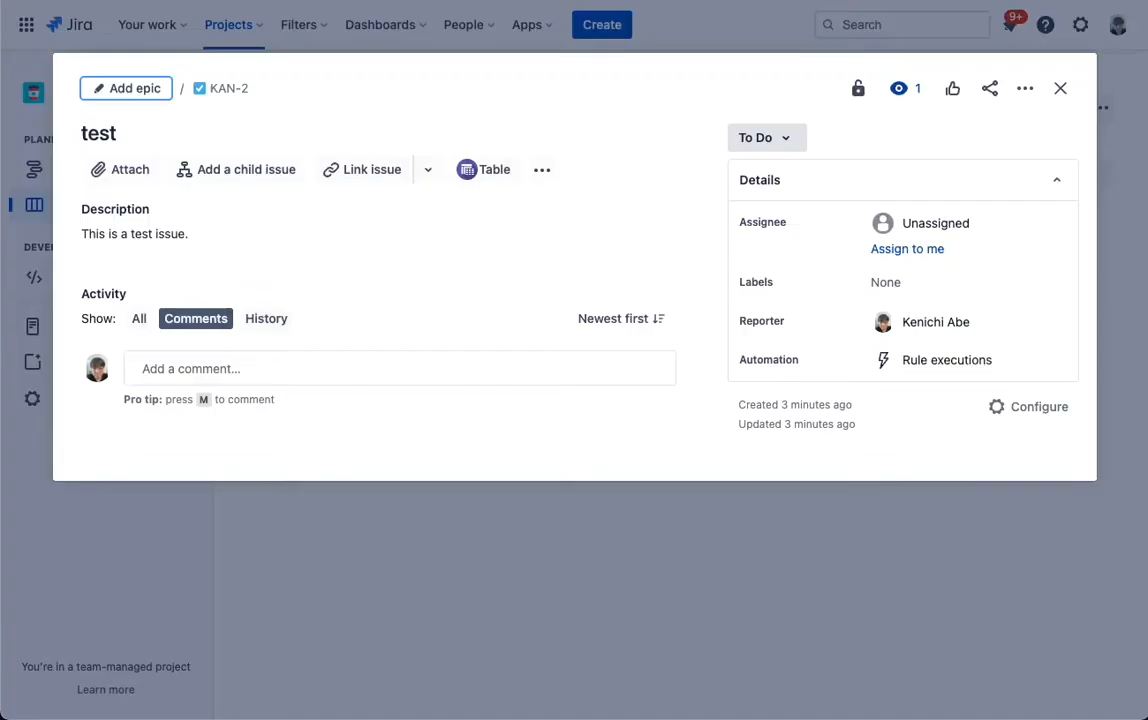 Jira
Your work
Projects
Filters
Dashboards
People
Apps
Create
Search
9+
Add epic
/
KAN-2
1
test
To Do
Attach
Add a child issue
Link issue
Table
Details
Description
This is a test issue.
Assignee
Unassigned
Assign to me
Labels
None
Activity
Show:
All
Comments
History
Newest first
Reporter
Kenichi Abe
Automation
Rule executions
Add a comment...
Pro tip: press M to comment
Created 3 minutes ago
Updated 3 minutes ago
Configure
PLANI
DEVE
You're in a team-managed project
Learn more